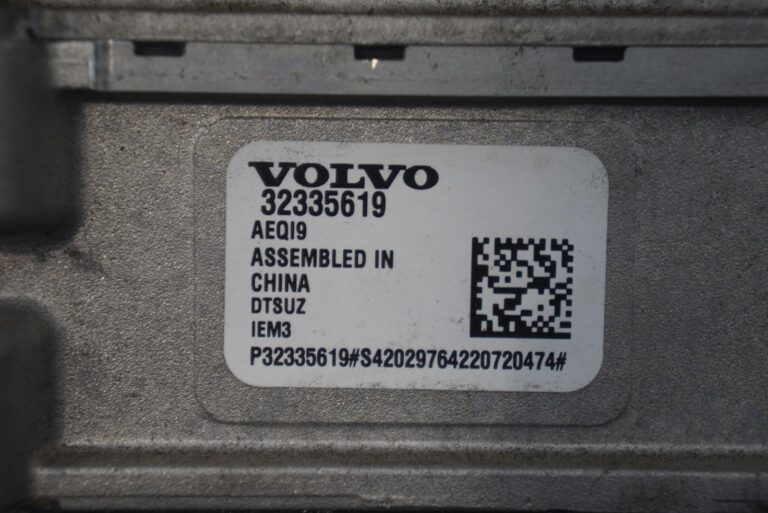 VOLVO
32335619
AEQI9
ASSEMBLED IN
CHINA
DTSUZ
IEM3
P32335619#S42029764220720474#